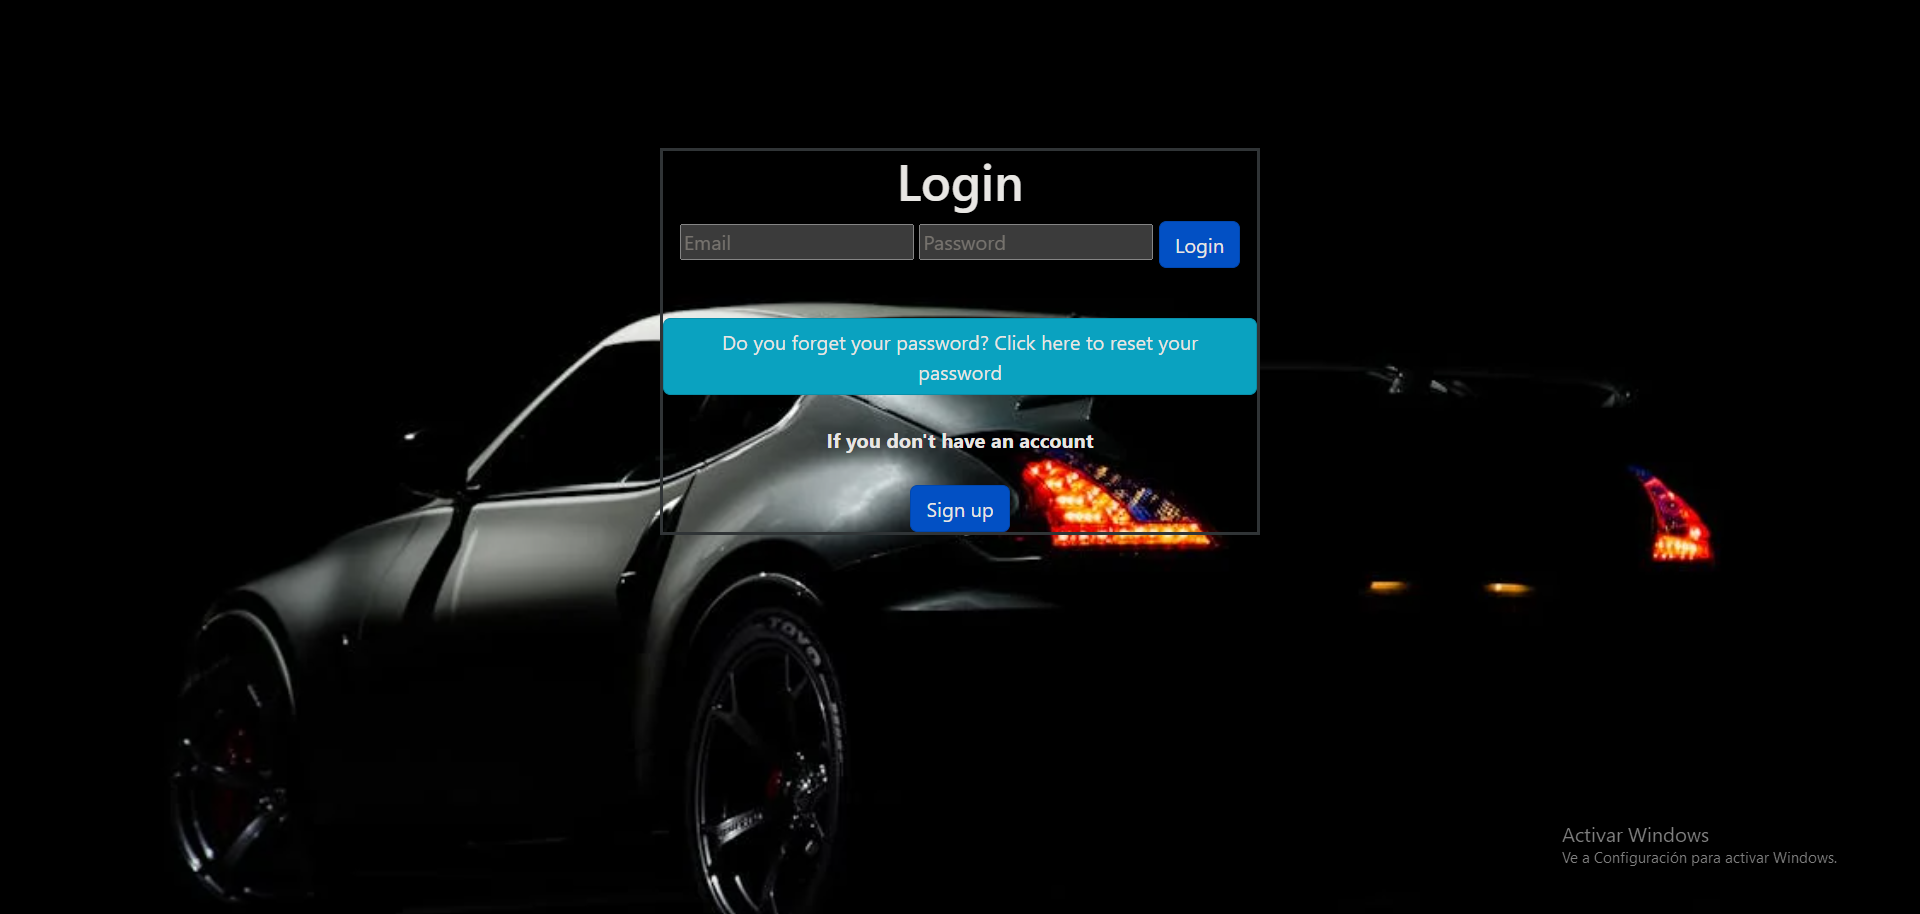 Login
Email Password Login
Do you forget your password? Click here to reset your
password
If you don't have an account
Sign up
TOYO
Activar Windows
Ve a Configuración para activar Windows.